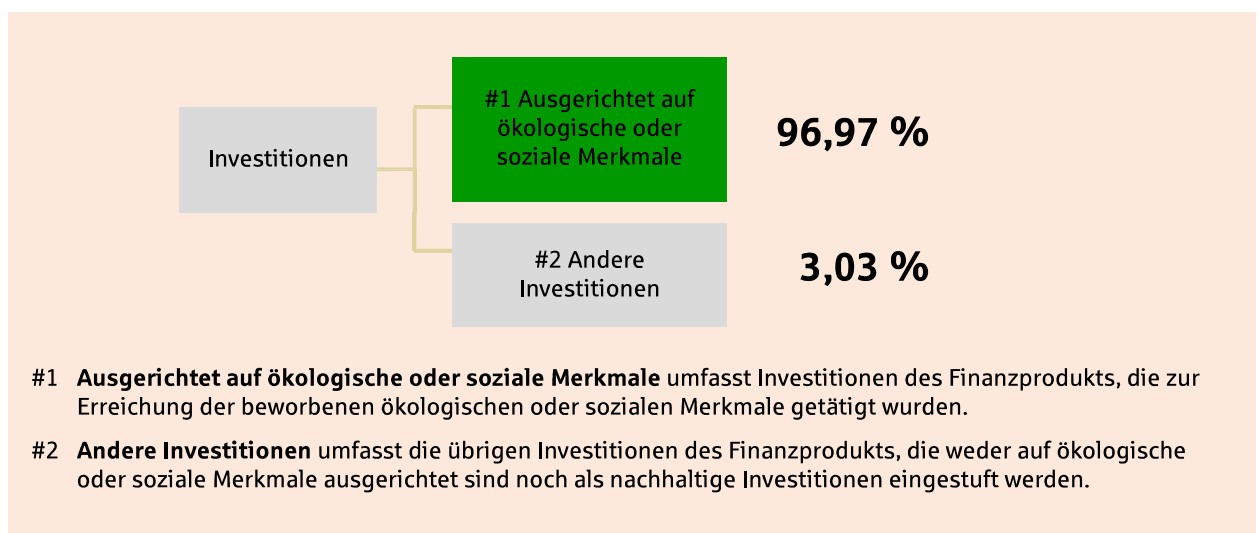 #1 Ausgerichtet auf
ökologische oder
soziale Merkmale
96,97 %
Investitionen
#2 Andere
Investitionen
3,03 %
#1 Ausgerichtet auf ökologische oder soziale Merkmale umfasst Investitionen des Finanzprodukts, die zur
Erreichung der beworbenen ökologischen oder sozialen Merkmale getätigt wurden.
#2 Andere Investitionen umfasst die übrigen Investitionen des Finanzprodukts, die weder auf ökologische
oder soziale Merkmale ausgerichtet sind noch als nachhaltige Investitionen eingestuft werden.